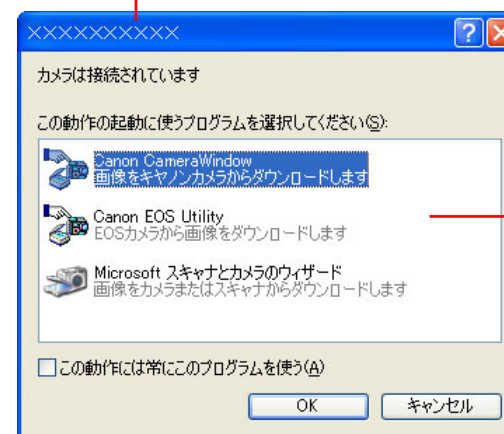 ××××××××××
カメラは接続されています
この動作の起動に使うプログラムを選択してください(S):
Canon CameraWindow
画像をキヤノンカメラからダウンロードします
Canon EOS Utility
EOSカメラから画像をダウンロードします
Microsoft スキャナとカメラのウィザード
画像をカメラまたはスキャナからダウンロードします
この動作には常にこのプログラムを使う(A)
OK キャンセル